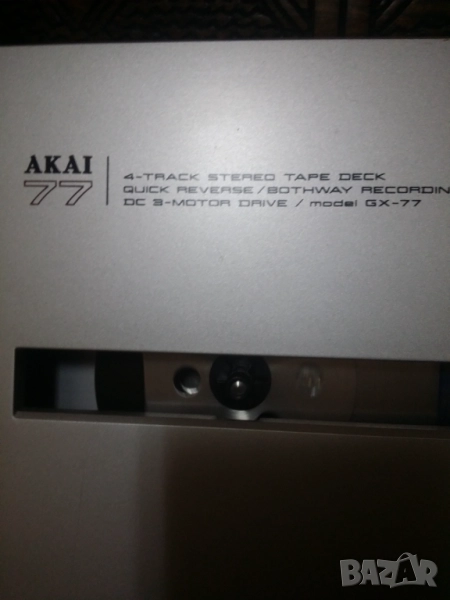 AKAI
77
4-TRACK STEREO TAPE DECK
QUICK REVERSE/BOTHWAY RECORDIN
DC 3-MOTOR DRIVE / model GX-77
BAZAR